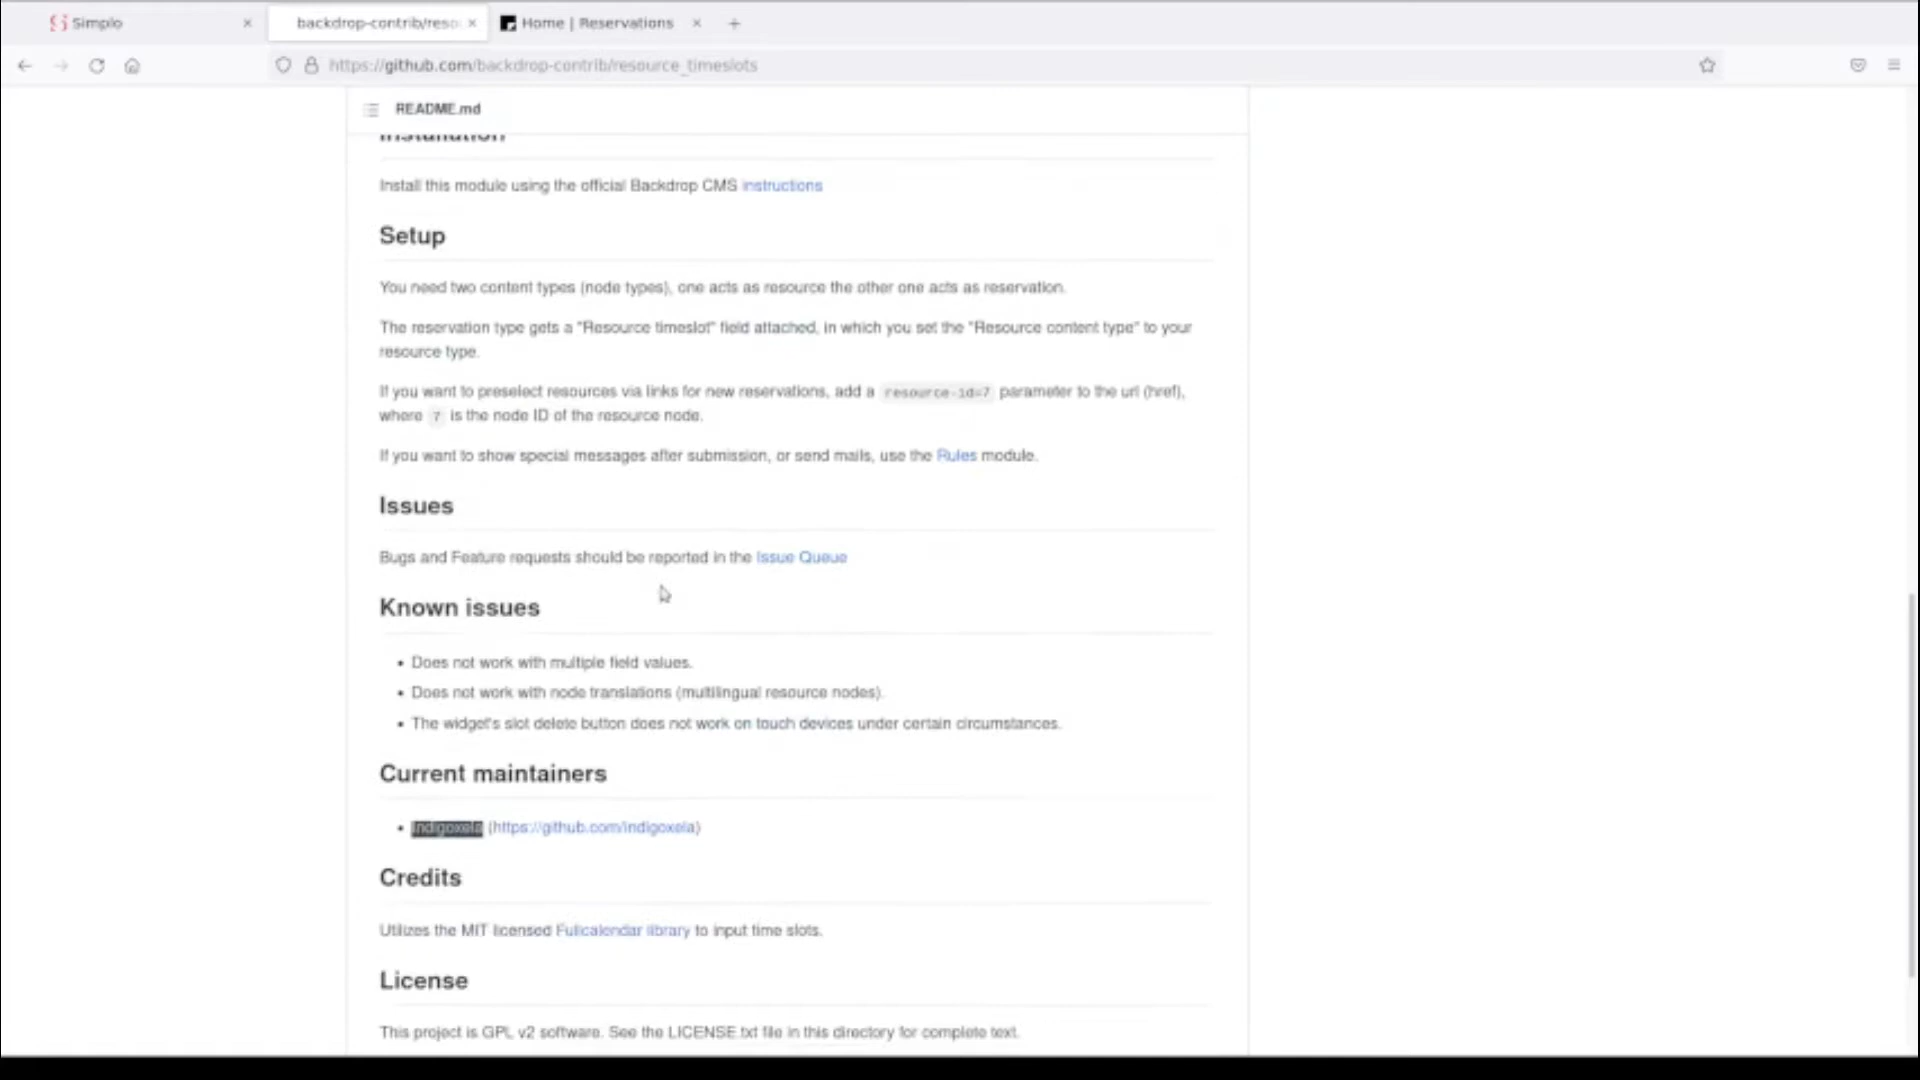 Simplo
backdrop-contrib/reso
Home | Reservations
https://github.com/backdrop-contrib/resource_timeslots
README.md
Installation
Install this module using the official Backdrop CMS instructions
Setup
You need two content types (node types), one acts as resource the other one acts as reservation.
The reservation type gets a "Resource timeslot" field attached, in which you set the "Resource content type" to your
resource type.
If you want to preselect resources via links for new reservations, add a resource-id=7 parameter to the url (href),
where 7 is the node ID of the resource node.
If you want to show special messages after submission, or send mails, use the Rules module.
Issues
Bugs and Feature requests should be reported in the Issue Queue
Known issues
• Does not work with multiple field values.
• Does not work with node translations (multilingual resource nodes).
• The widget's slot delete button does not work on touch devices under certain circumstances.
Current maintainers
• Indigoxela (https://github.com/indigoxela)
Credits
Utilizes the MIT licensed Fullcalendar library to input time slots.
License
This project is GPL v2 software. See the LICENSE.txt file in this directory for complete text.